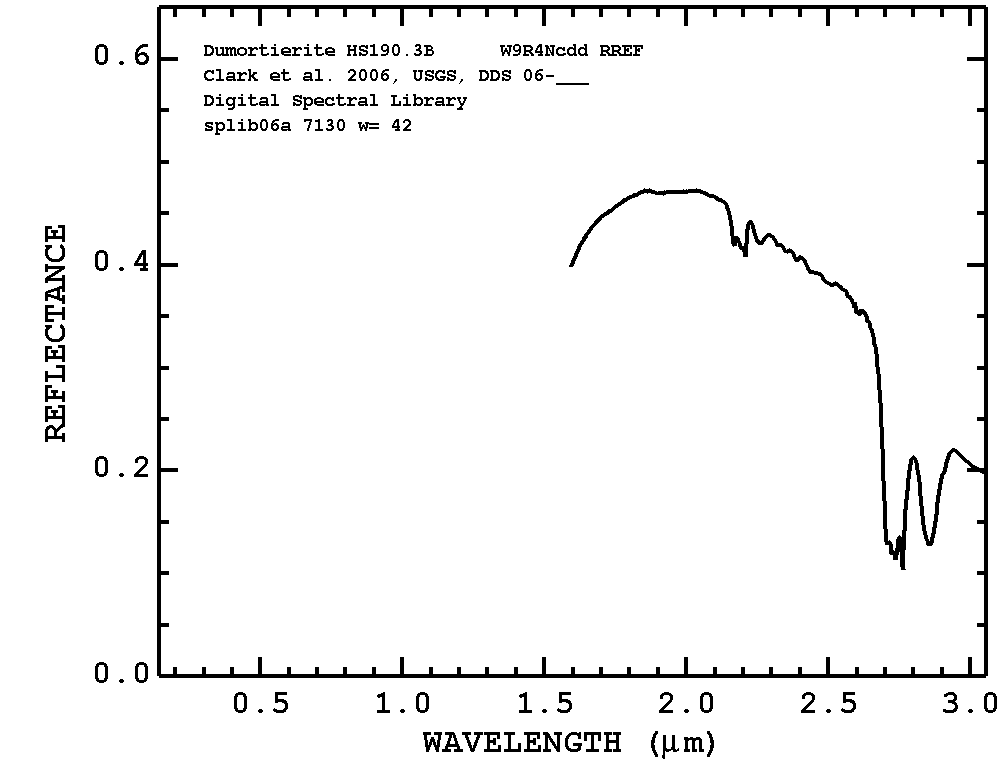 Dumortierite HS190.3B W9R4Ncdd RREF
Clark et al. 2006, USGS, DDS 06-___
Digital Spectral Library
splib06a 7130 w= 42
REFLECTANCE
0.6
0.4
0.2
0.0
0.5 1.0 1.5 2.0 2.5 3.0
WAVELENGTH (μm)